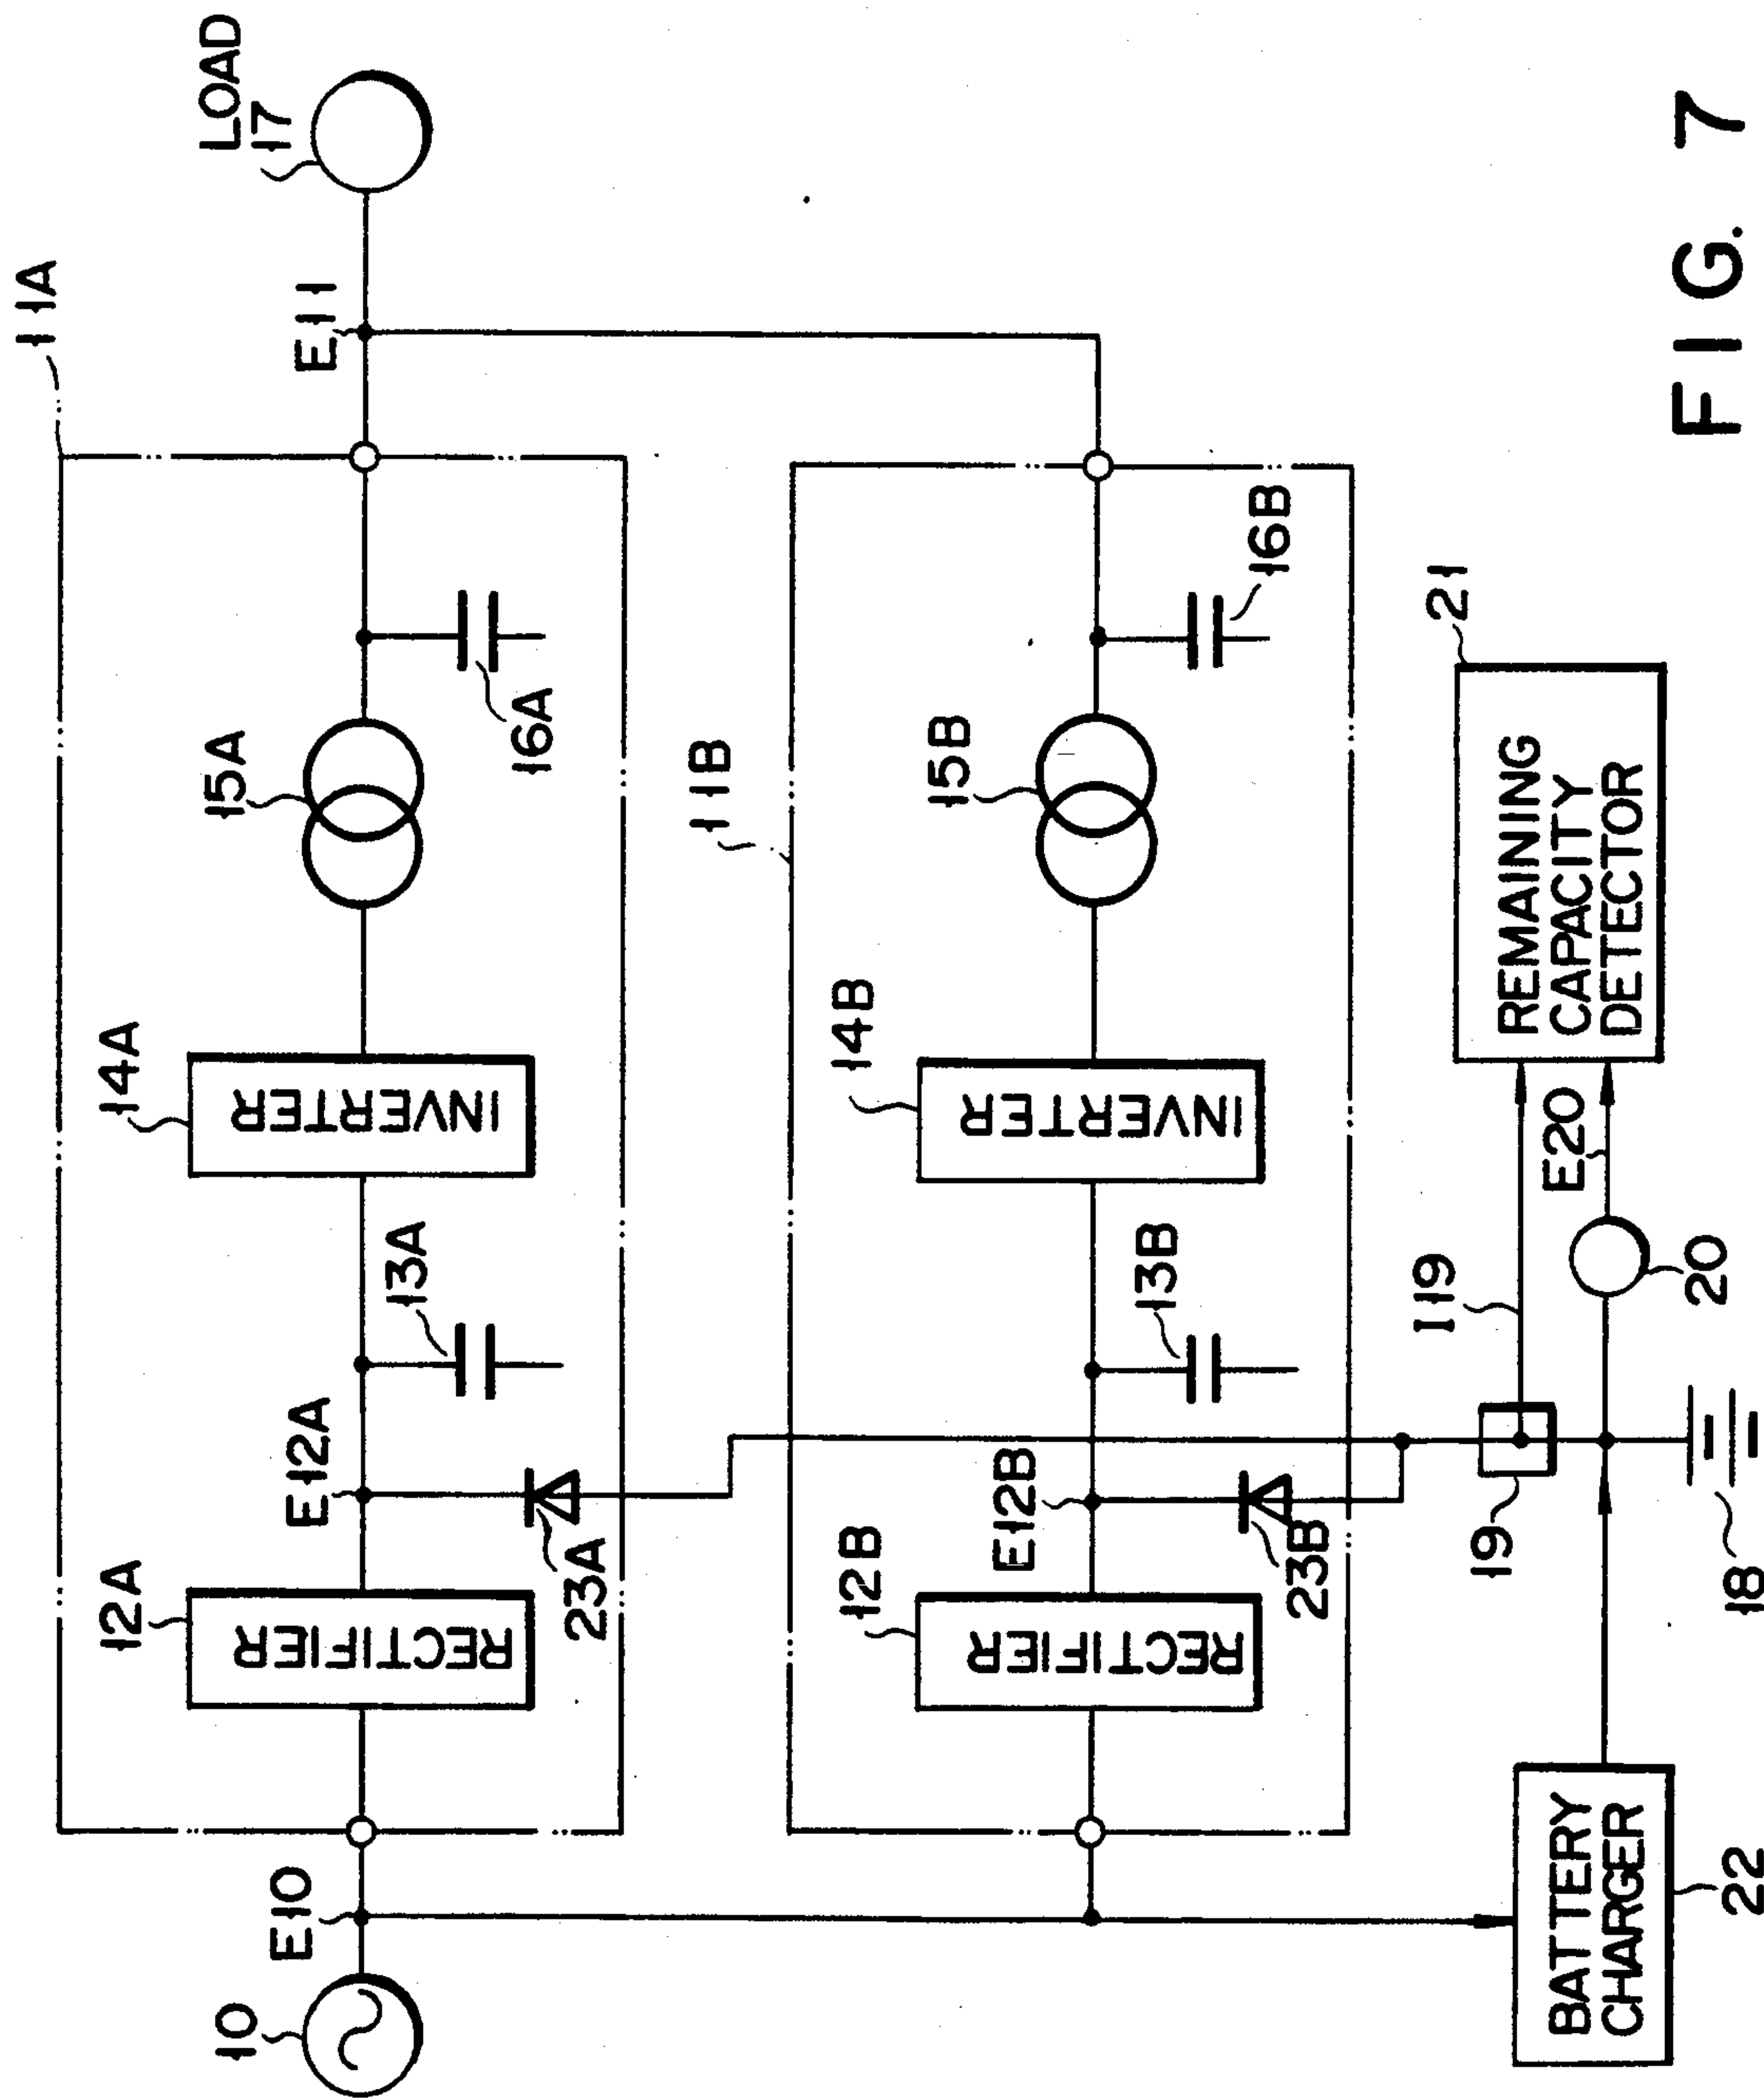 LOAD
17
11A
E11
15A
16A
14A
INVERTER
13A
E12A
12A
RECTIFIER
23A
E10
10
11B
15B
16B
14B
INVERTER
13B
E12B
12B
RECTIFIER
23B
21
REMAINING
CAPACITY
DETECTOR
I19
E20
20
19
18
BATTERY
CHARGER
22
FIG. 7